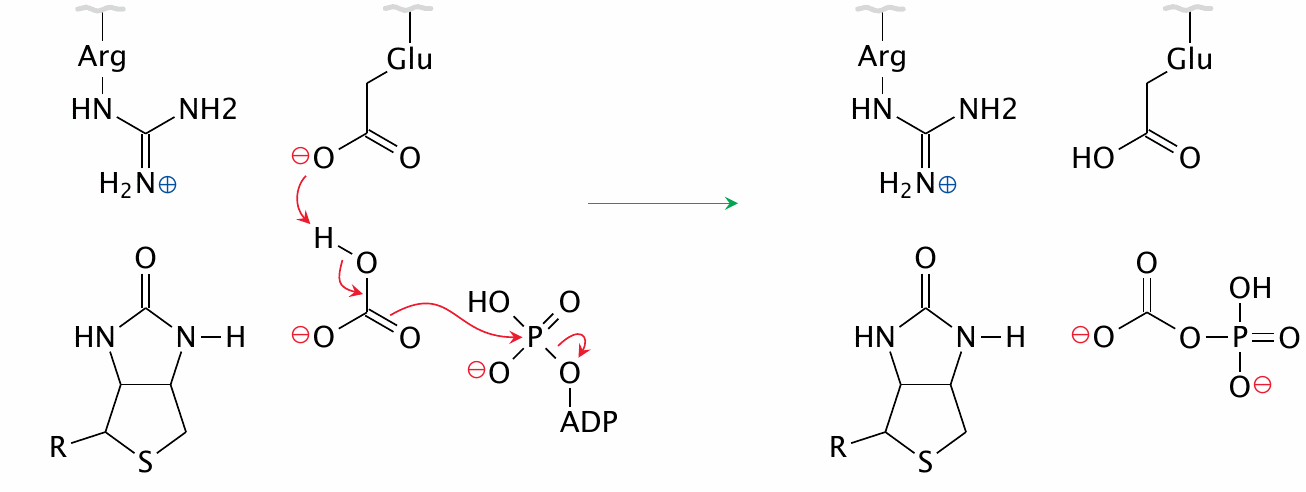 Arg
Glu
HN NH2
⊖O O
H₂N⊕
H
O O
HO O
HN N H ⊖O O P
⊖O O
ADP
R
S
Arg
Glu
HN NH2
HO O
H₂N⊕
O O
OH
HN N H ⊖O O P O
O⊖
R
S